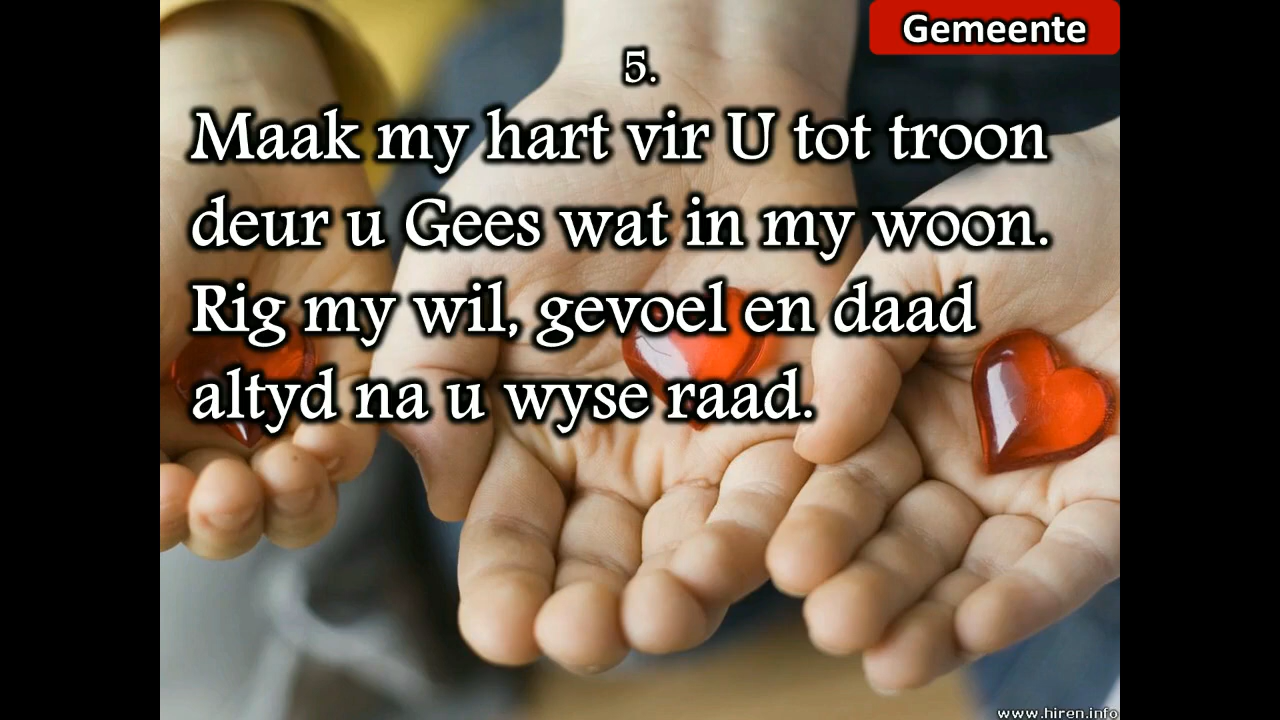 Gemeente
5.
Maak my hart vir U tot troon
deur u Gees wat in my woon.
Rig my wil, gevoel en daad
altyd na u wyse raad.
www.hiren.info